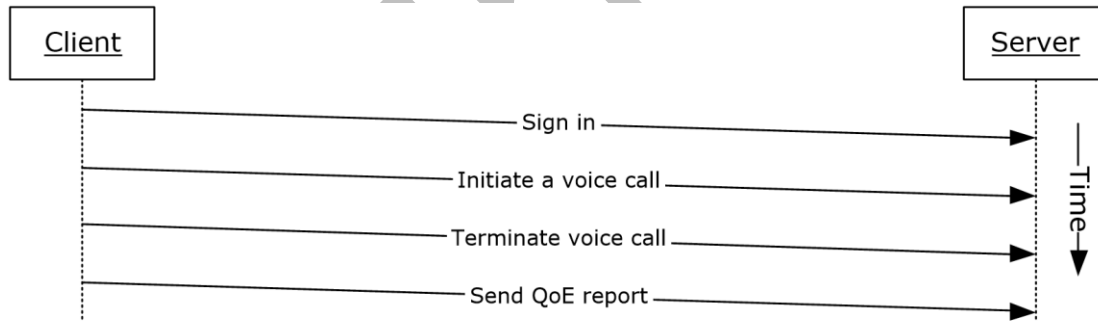 Client
Server
Sign in
Initiate a voice call
Terminate voice call
Send QoE report
Time